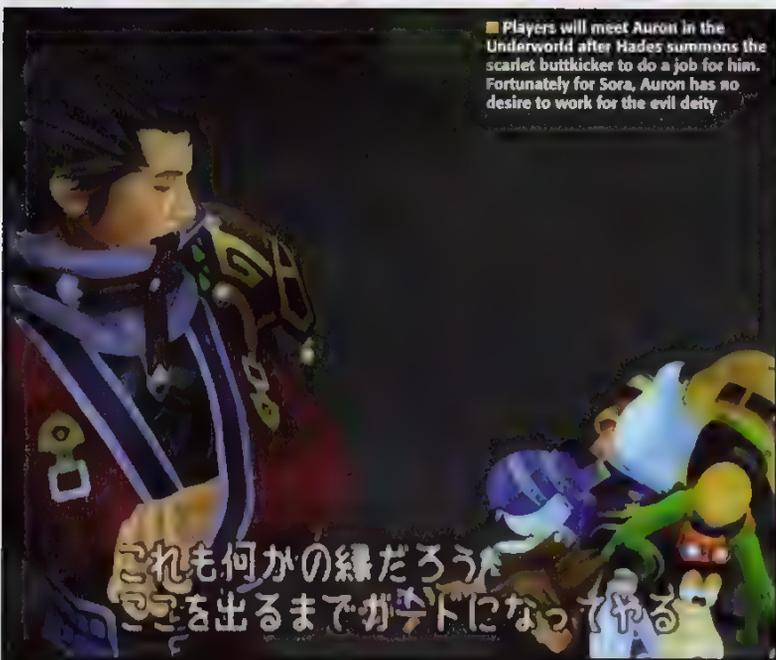 Players will meet Auron in the
Underworld after Hades summons the
scarlet buttkicker to do a job for him.
Fortunately for Sora, Auron has no
desire to work for the evil deity
これも何かの縁だろう
ここを出るまでガードになってやる